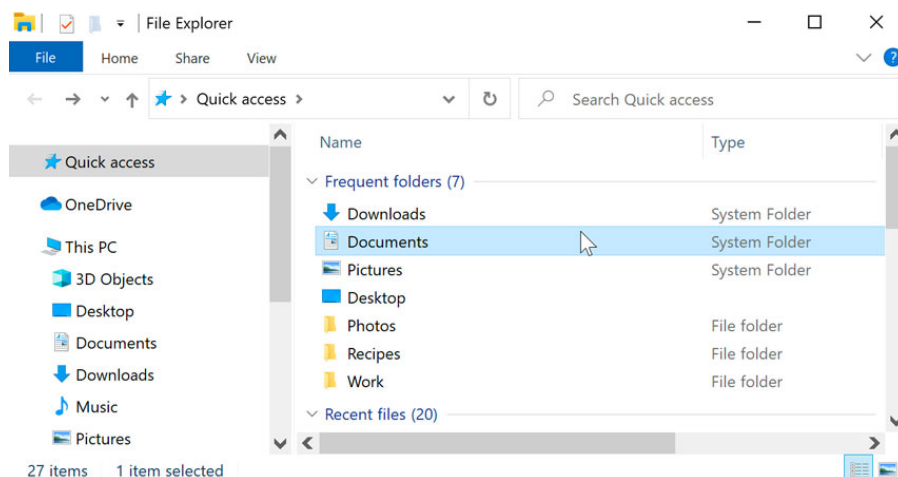 File Explorer
File Home Share View
Quick access Search Quick access
Name Type
Quick access
Frequent folders (7)
OneDrive
Downloads System Folder
This PC
Documents System Folder
3D Objects
Pictures System Folder
Desktop
Desktop
Photos File folder
Documents
Recipes File folder
Downloads
Work File folder
Music
Recent files (20)
Pictures
27 items 1 item selected